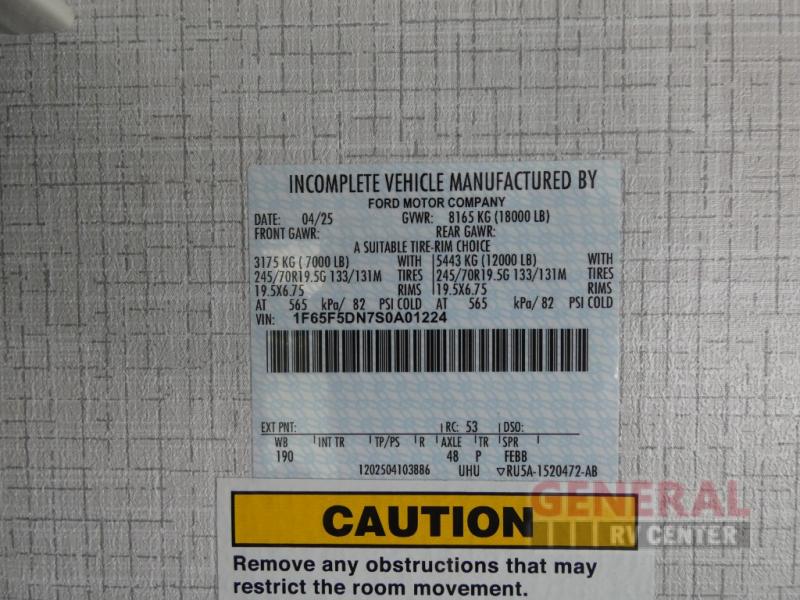 INCOMPLETE VEHICLE MANUFACTURED BY
FORD MOTOR COMPANY
DATE: 04/25 GVWR: 8165 KG (18000 LB)
FRONT GAWR: REAR GAWR:
A SUITABLE TIRE-RIM CHOICE
3175 KG ( 7000 LB) WITH 5443 KG (12000 LB) WITH
245/70R19.5G 133/131M TIRES 245/70R19.5G 133/131M TIRES
19.5X6.75 RIMS 19.5X6.75 RIMS
AT 565 kPa/ 82 PSI COLD AT 565 kPa/ 82 PSI COLD
VIN: 1F65F5DN7S0A01224
EXT PNT: RC: 53 DSO:
WB INT TR TP/PS R AXLE TR SPR
190 48 P FEBB
1202504103886 UHU ▽RU5A-1520472-AB
GENERAL
RV CENTER
CAUTION
Remove any obstructions that may
restrict the room movement.